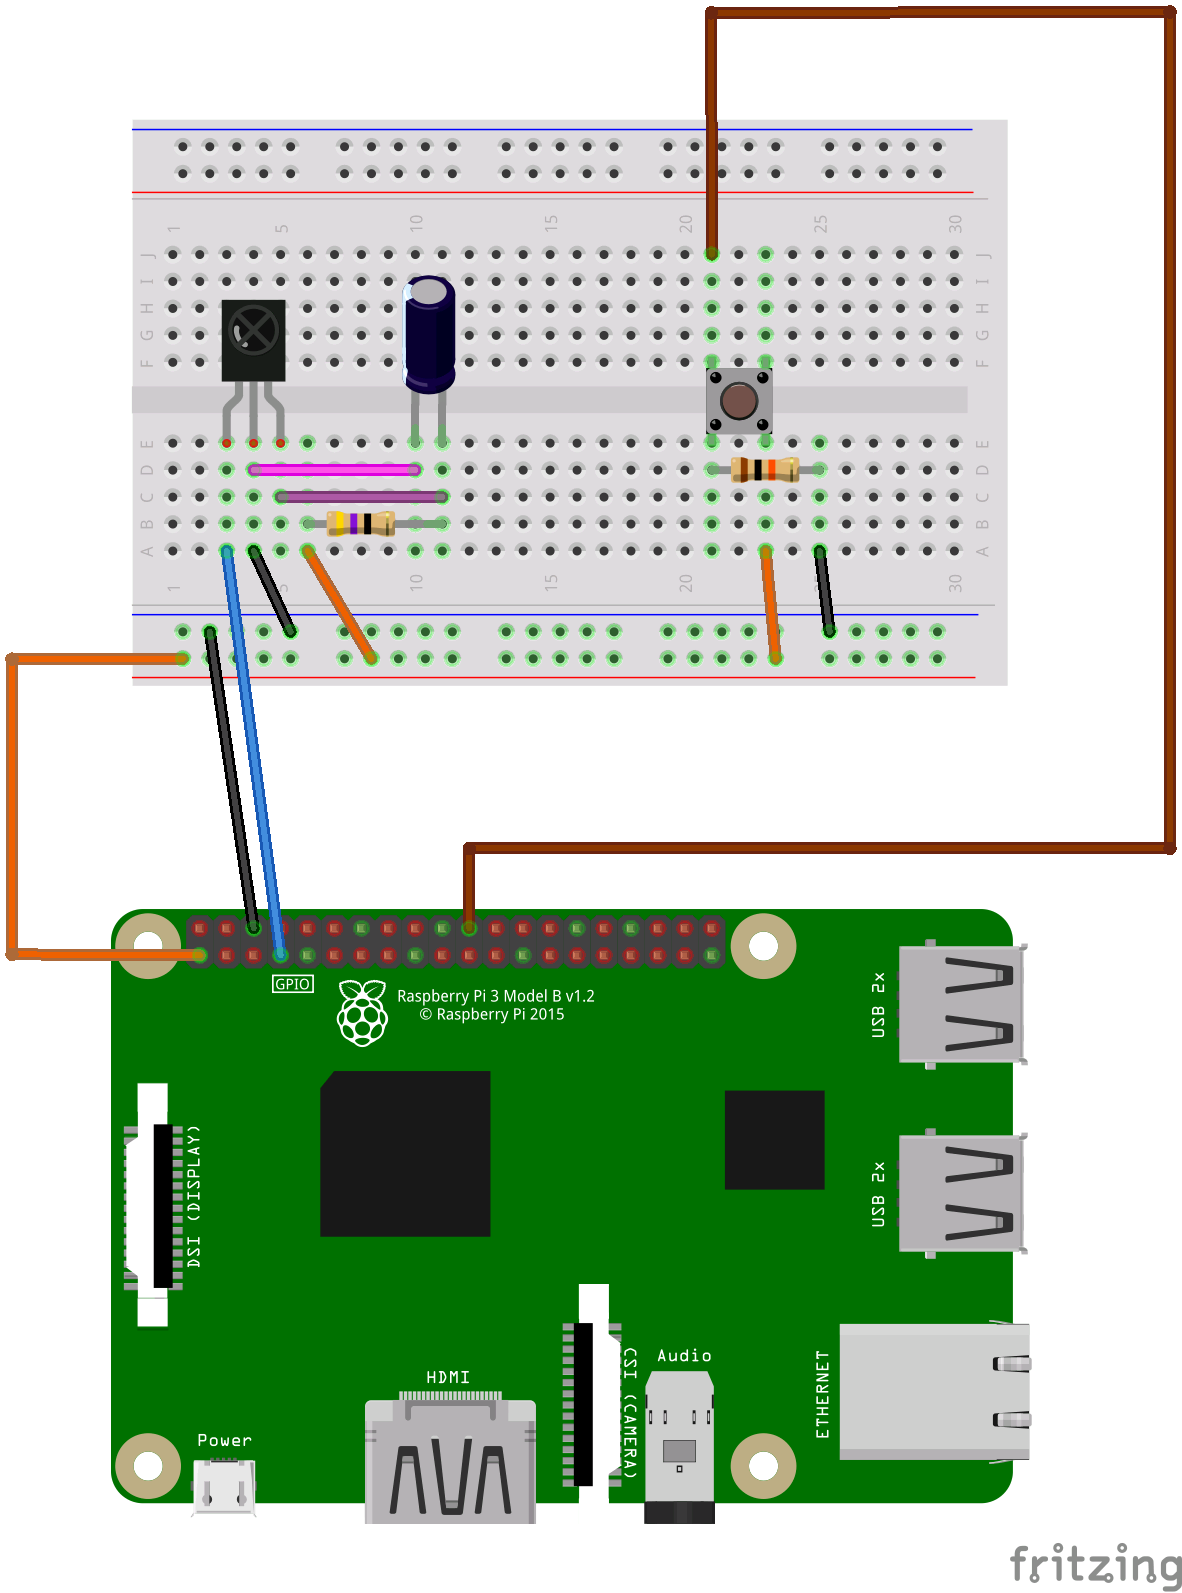 1 5 10 15 20 25 30
J J
I I
H H
G G
F F
E E
D D
C C
B B
A A
1 5 10 15 20 30
GPIO
Raspberry Pi 3 Model B v1.2
© Raspberry Pi 2015
USB 2x
DSI (DISPLAY)
USB 2x
HDMI
CSI (CAMERA)
Audio
ETHERNET
Power
fritzing